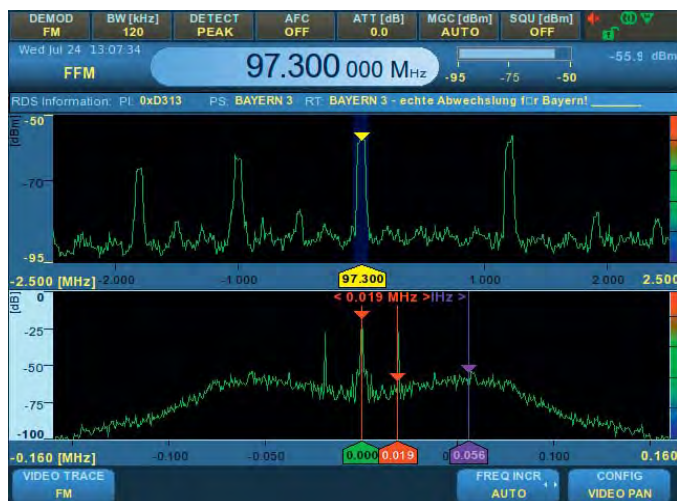 DEMOD BW [kHz] DETECT AFC ATT [dB] MGC [dBm] SQU [dBm]
FM 120 PEAK OFF 0.0 AUTO OFF
Wed Jul 24 13:07:34
FFM
97.300 000 MHz
-55.9 dBm
-95 -75 -50
RDS Information: PI: 0xD313 PS: BAYERN 3 RT: BAYERN 3 - echte Abwechslung f□r Bayern!
[dBm]
-50
-70
-95
-2.500 [MHz] -2.000 -1.000 97.300 1.000 2.000 2.500
[dB]
0
< 0.019 MHz >IHz >
-25
-50
-75
-100
-0.160 [MHz] -0.100 -0.050 0.000 0.019 0.056 0.100 0.160
VIDEO TRACE FREQ INCR CONFIG
FM AUTO VIDEO PAN